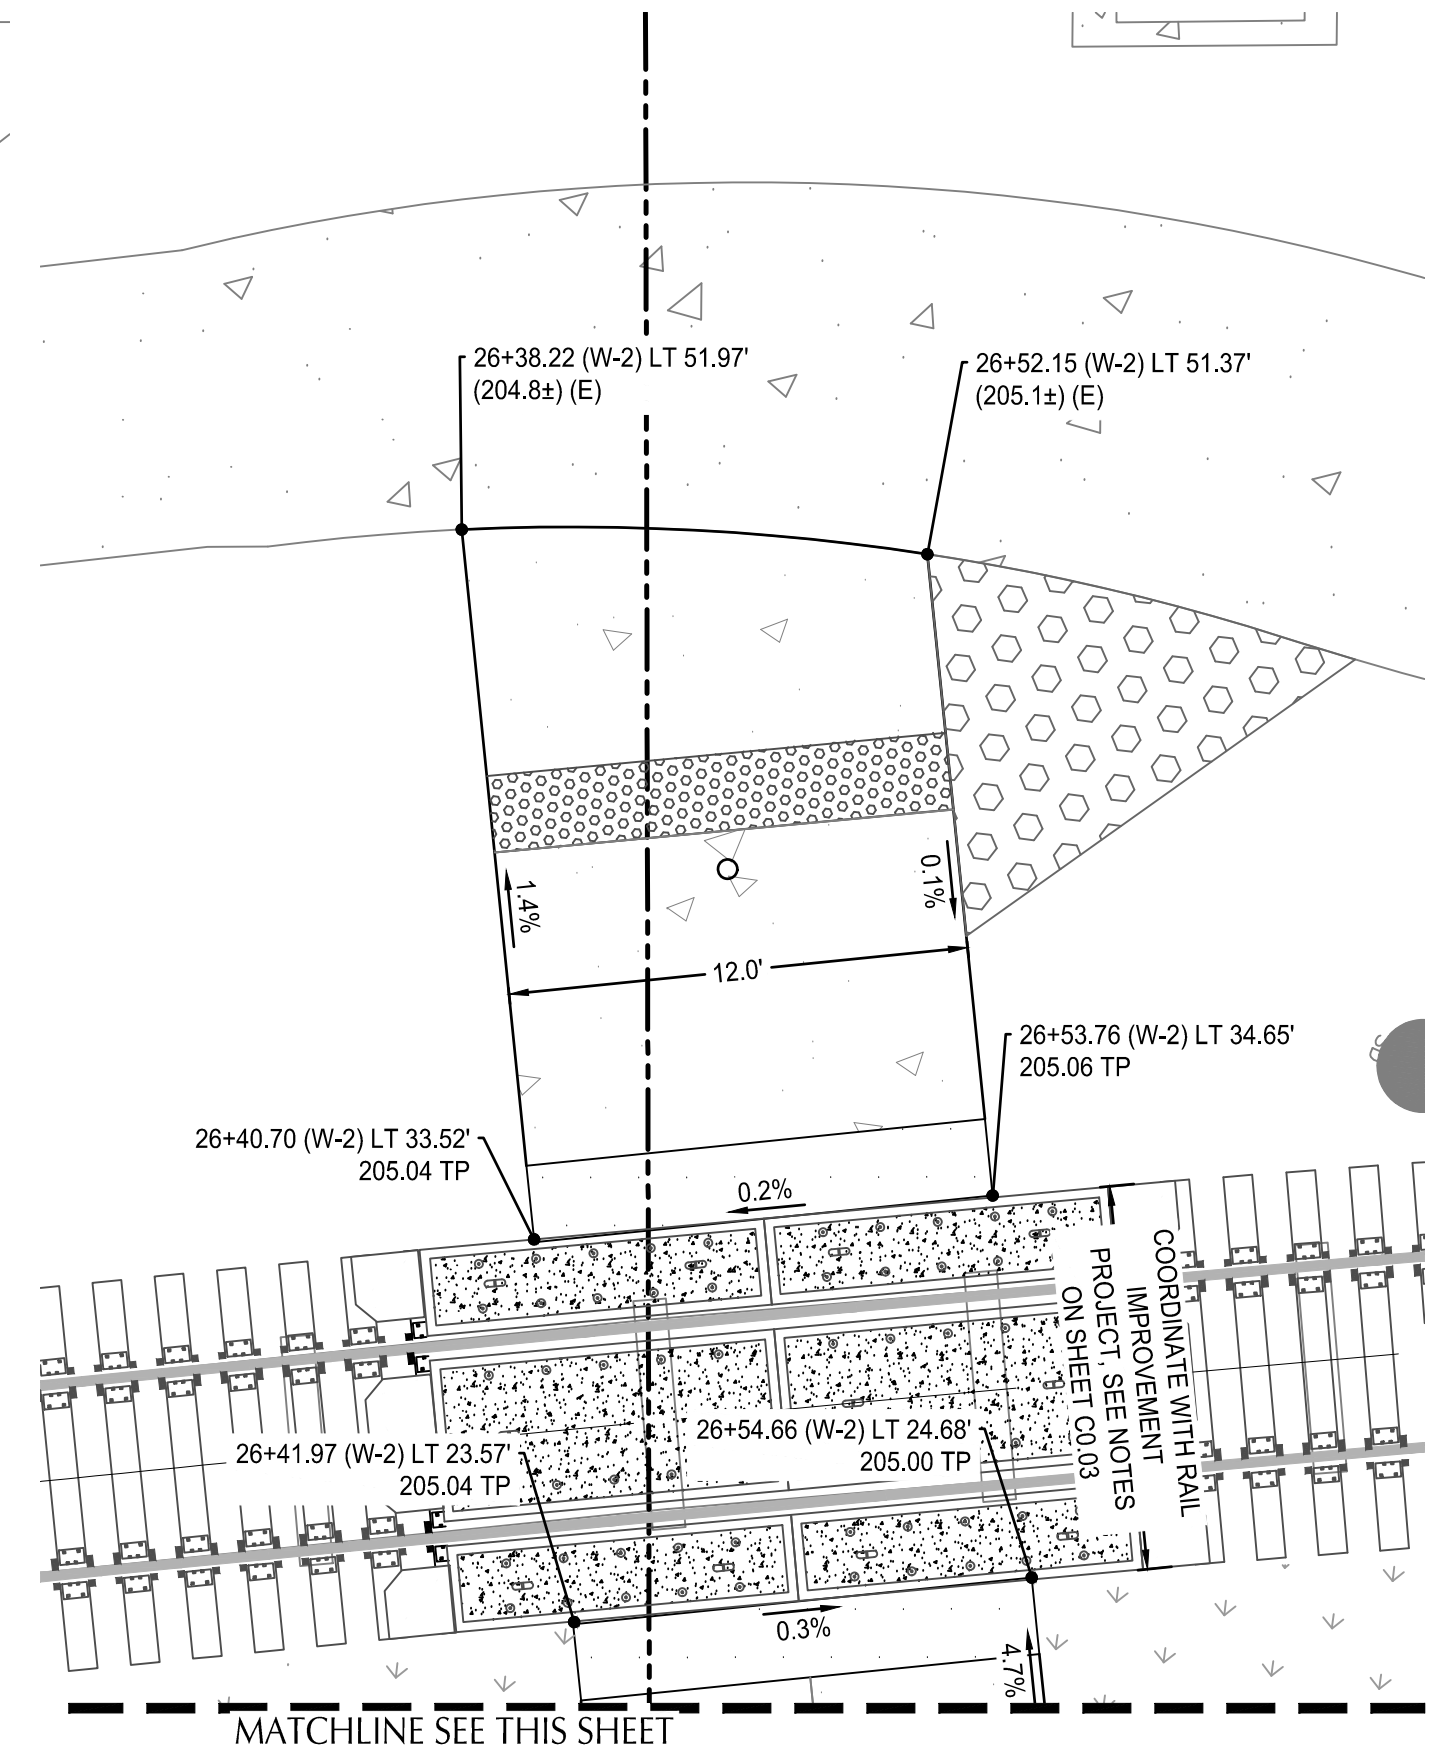 26+38.22 (W-2) LT 51.97'
(204.8±) (E)
26+52.15 (W-2) LT 51.37'
(205.1±) (E)
1.4%
0.1%
12.0'
26+53.76 (W-2) LT 34.65'
205.06 TP
26+40.70 (W-2) LT 33.52'
205.04 TP
0.2%
COORDINATE WITH RAIL
IMPROVEMENT
PROJECT, SEE NOTES
ON SHEET C0.03
26+54.66 (W-2) LT 24.68'
205.00 TP
26+41.97 (W-2) LT 23.57'
205.04 TP
0.3%
4.7%
MATCHLINE SEE THIS SHEET